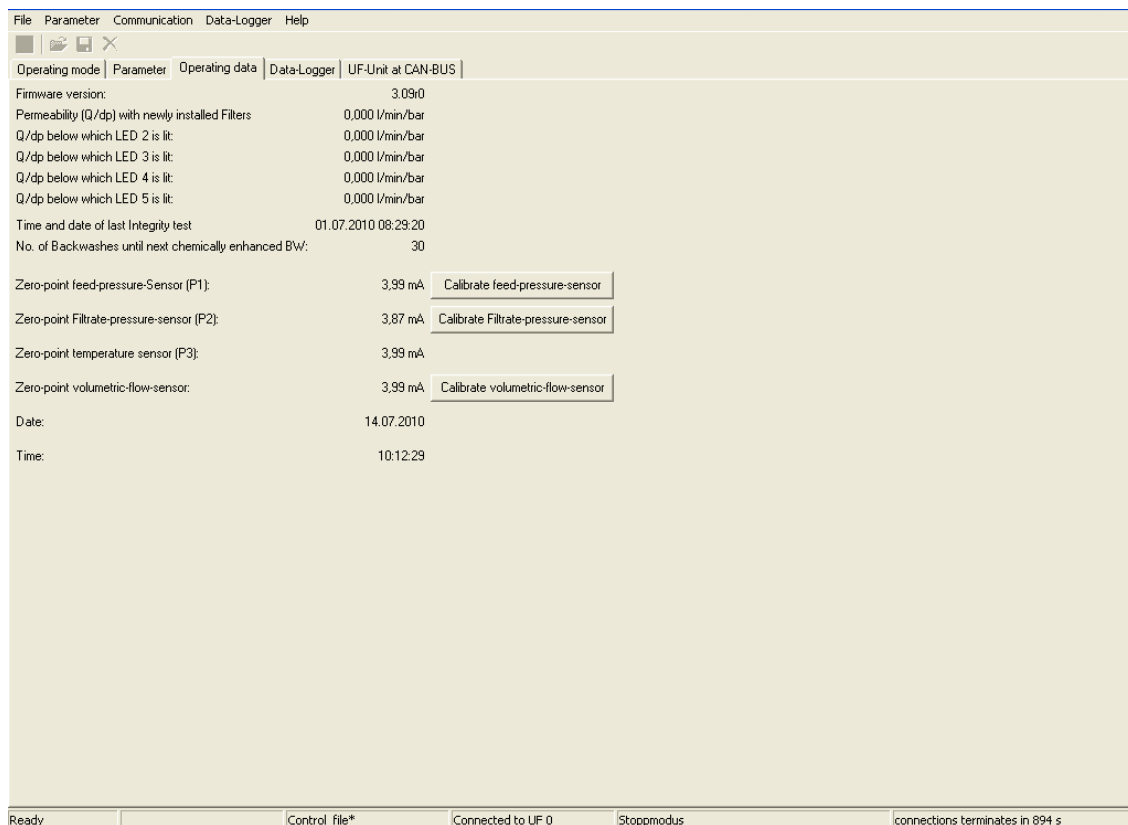 File Parameter Communication Data-Logger Help
Operating mode Parameter Operating data Data-Logger UF-Unit at CAN-BUS
Firmware version: 3.09r0
Permeability (Q/dp) with newly installed Filters 0,000 l/min/bar
Q/dp below which LED 2 is lit: 0,000 l/min/bar
Q/dp below which LED 3 is lit: 0,000 l/min/bar
Q/dp below which LED 4 is lit: 0,000 l/min/bar
Q/dp below which LED 5 is lit: 0,000 l/min/bar
Time and date of last Integrity test 01.07.2010 08:29:20
No. of Backwashes until next chemically enhanced BW: 30
Zero-point feed-pressure-Sensor (P1): 3,99 mA Calibrate feed-pressure-sensor
Zero-point Filtrate-pressure-sensor (P2): 3,87 mA Calibrate Filtrate-pressure-sensor
Zero-point temperature sensor (P3): 3,99 mA
Zero-point volumetric-flow-sensor: 3,99 mA Calibrate volumetric-flow-sensor
Date: 14.07.2010
Time: 10:12:29
Ready Control_file* Connected to UF 0 Stoppmodus connections terminates in 894 s